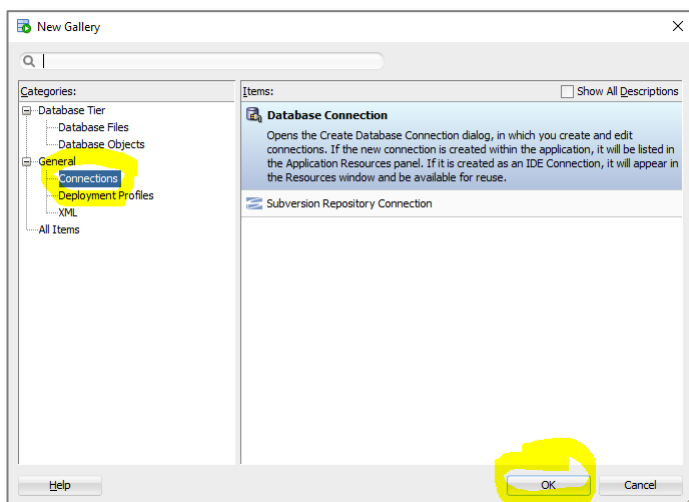 New Gallery
Categories:
Database Tier
Database Files
Database Objects
General
Connections
Deployment Profiles
XML
All Items
Items:
Show All Descriptions
Database Connection
Opens the Create Database Connection dialog, in which you create and edit
connections. If the new connection is created within the application, it will be listed in
the Application Resources panel. If it is created as an IDE Connection, it will appear in
the Resources window and be available for reuse.
Subversion Repository Connection
Help
OK
Cancel